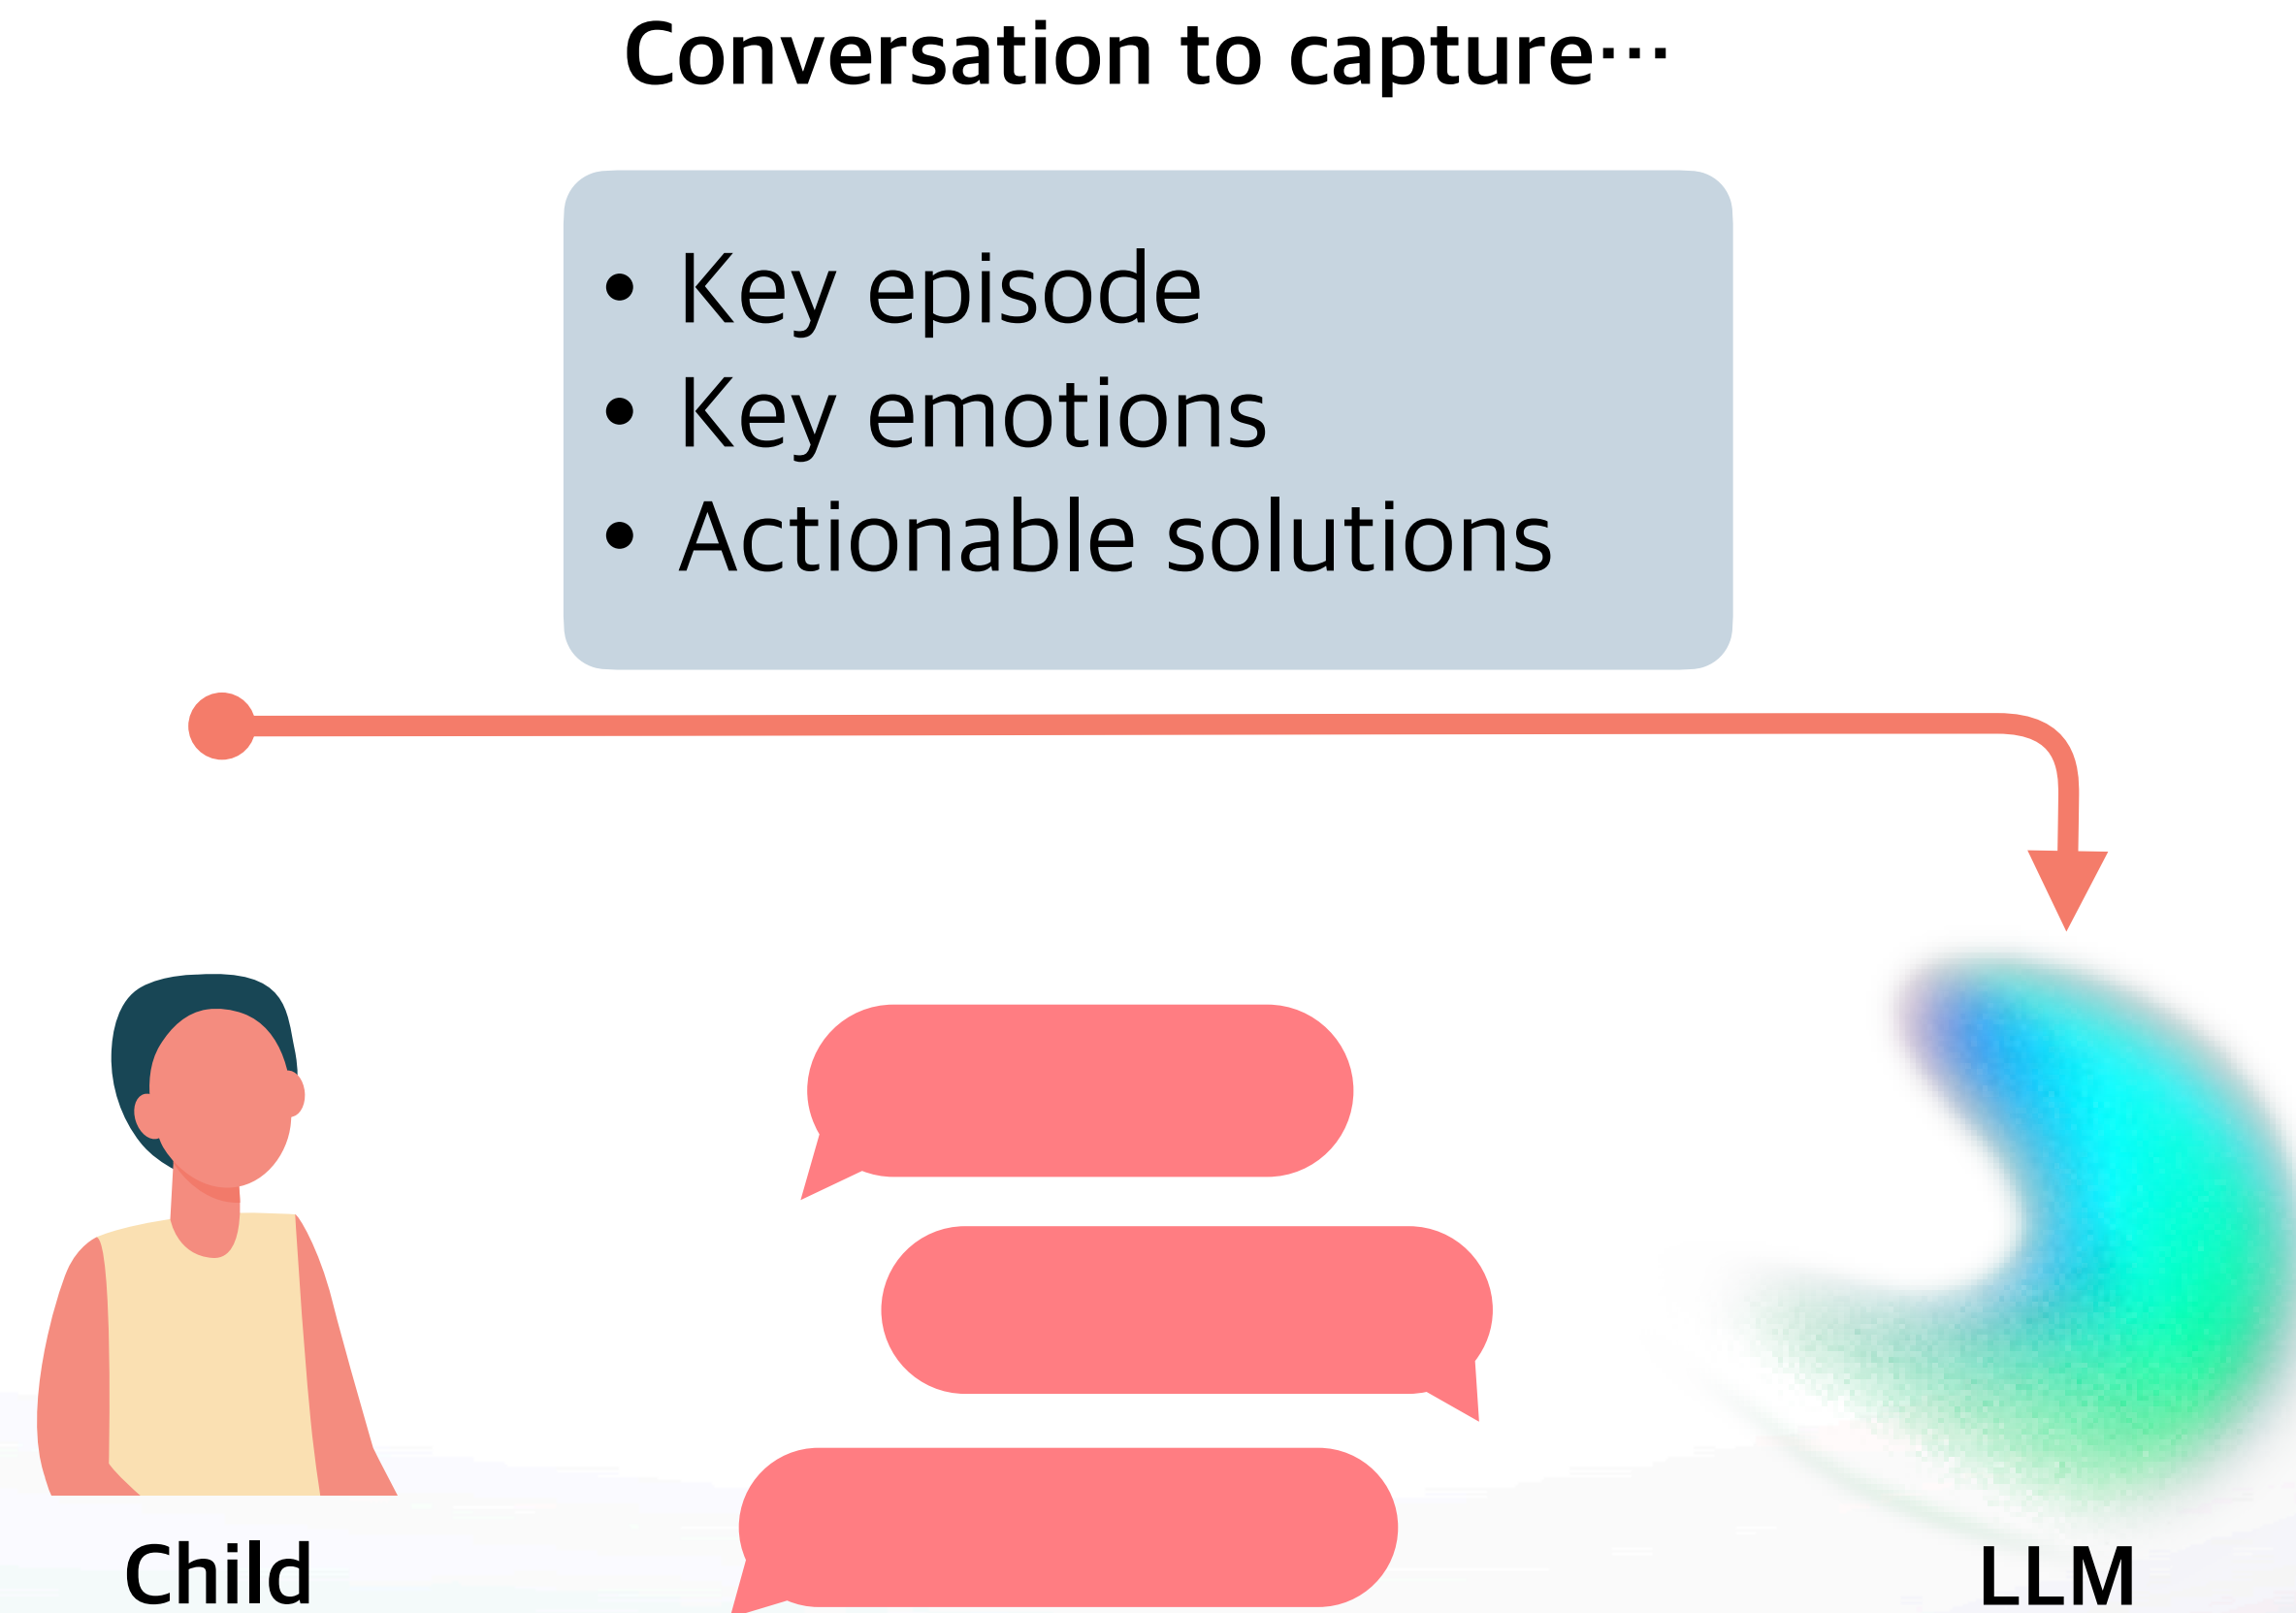 Conversation to capture⋯
• Key episode
• Key emotions
• Actionable solutions
Child
LLM